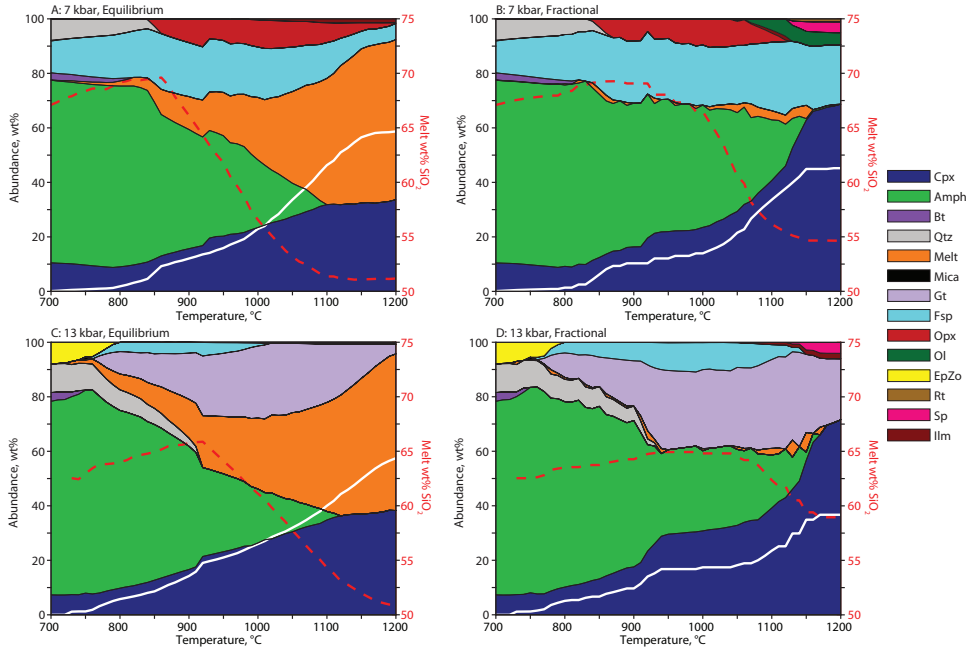 A: 7 kbar, Equilibrium
100
80
60
40
20
0
Abundance, wt%
75
70
65
60
55
50
Melt wt% SiO2
700 800 900 1000 1100 1200
Temperature, °C
B: 7 kbar, Fractional
100
80
60
40
20
0
Abundance, wt%
75
70
65
60
55
50
Melt wt% SiO2
700 800 900 1000 1100 1200
Temperature, °C
C: 13 kbar, Equilibrium
100
80
60
40
20
0
Abundance, wt%
75
70
65
60
55
50
Melt wt% SiO2
700 800 900 1000 1100 1200
Temperature, °C
D: 13 kbar, Fractional
100
80
60
40
20
0
Abundance, wt%
75
70
65
60
55
50
Melt wt% SiO2
700 800 900 1000 1100 1200
Temperature, °C
Cpx
Amph
Bt
Qtz
Melt
Mica
Gt
Fsp
Opx
Ol
EpZo
Rt
Sp
Ilm